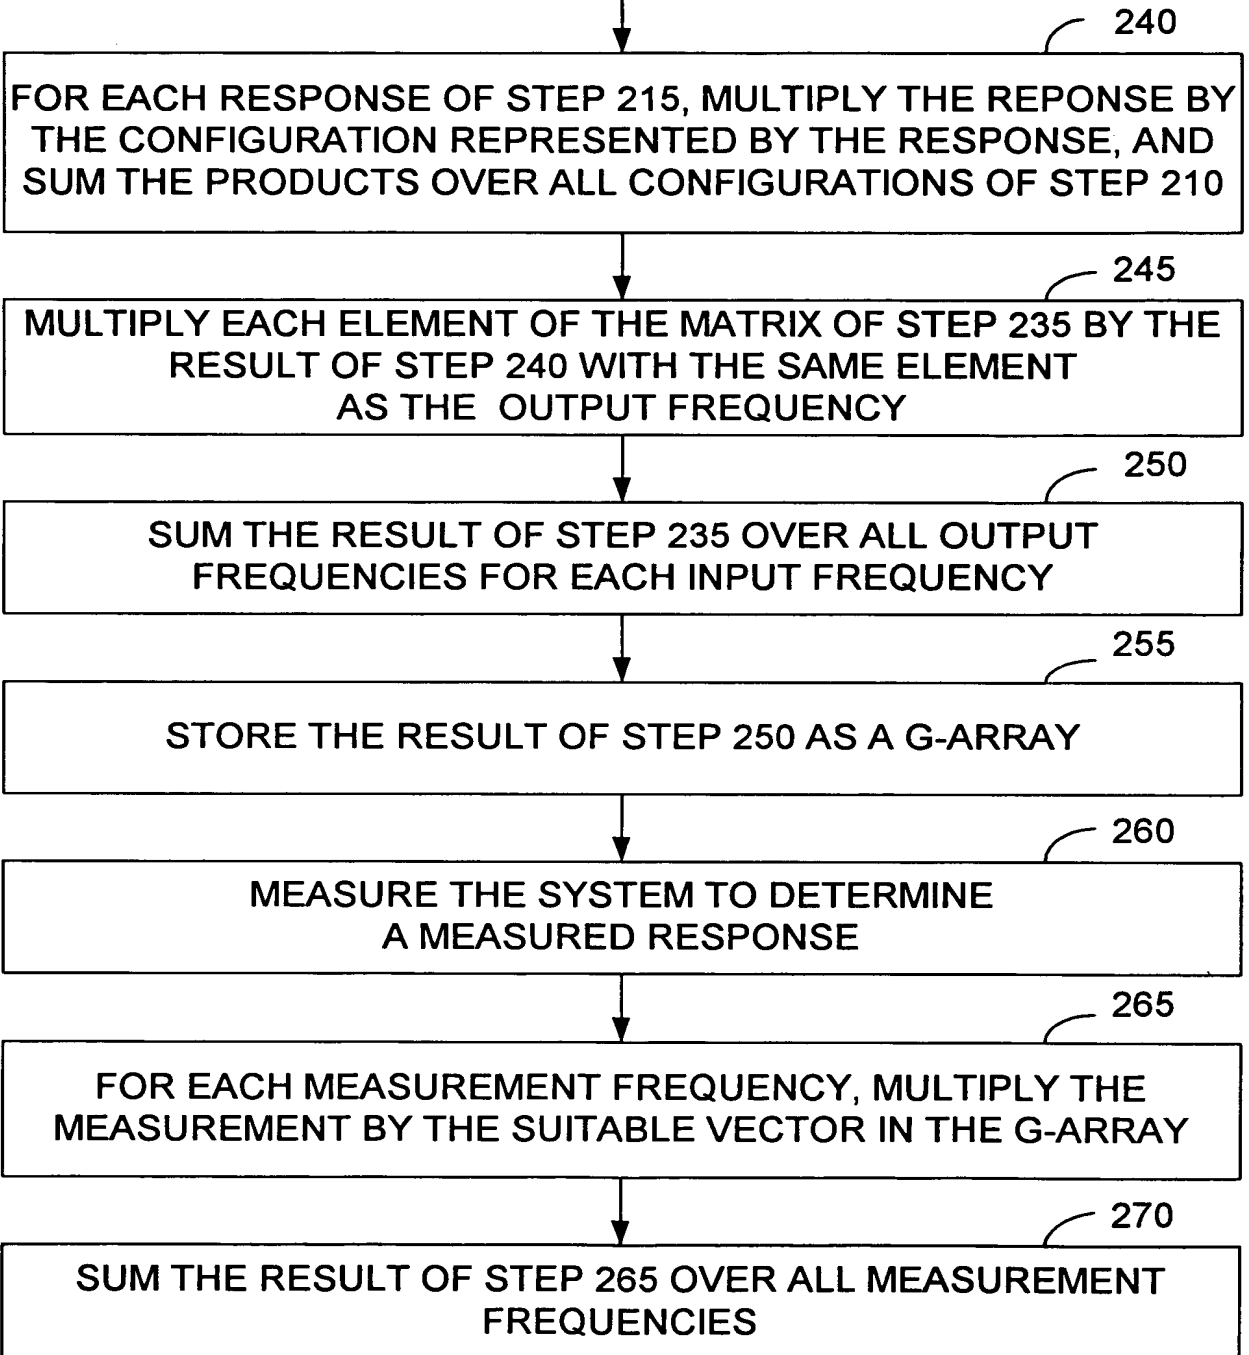 240
FOR EACH RESPONSE OF STEP 215, MULTIPLY THE REPONSE BY
THE CONFIGURATION REPRESENTED BY THE RESPONSE, AND
SUM THE PRODUCTS OVER ALL CONFIGURATIONS OF STEP 210
245
MULTIPLY EACH ELEMENT OF THE MATRIX OF STEP 235 BY THE
RESULT OF STEP 240 WITH THE SAME ELEMENT
AS THE OUTPUT FREQUENCY
250
SUM THE RESULT OF STEP 235 OVER ALL OUTPUT
FREQUENCIES FOR EACH INPUT FREQUENCY
255
STORE THE RESULT OF STEP 250 AS A G-ARRAY
260
MEASURE THE SYSTEM TO DETERMINE
A MEASURED RESPONSE
265
FOR EACH MEASUREMENT FREQUENCY, MULTIPLY THE
MEASUREMENT BY THE SUITABLE VECTOR IN THE G-ARRAY
270
SUM THE RESULT OF STEP 265 OVER ALL MEASUREMENT
FREQUENCIES